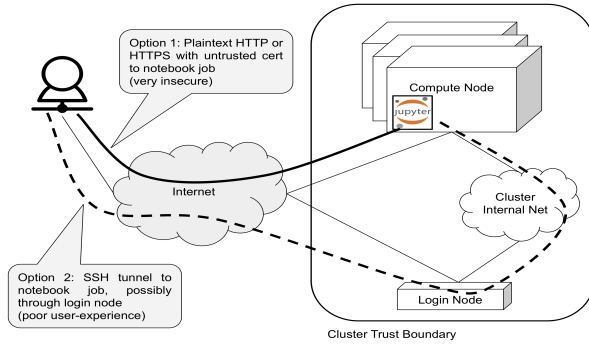 Option 1: Plaintext HTTP or
HTTPS with untrusted cert
to notebook job
(very insecure)
Compute Node
jupyter
Internet
Cluster
Internal Net
Option 2: SSH tunnel to
notebook job, possibly
through login node
(poor user-experience)
Login Node
Cluster Trust Boundary